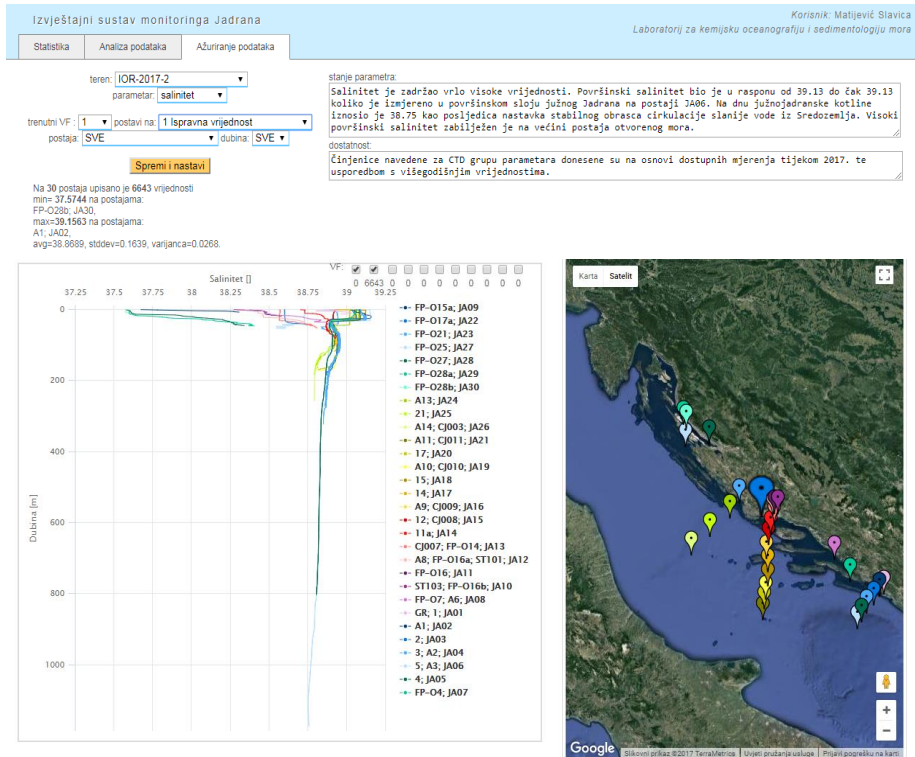 Izvještajni sustav monitoringa Jadrana
Korisnik: Matijević Slavica
Laboratorij za kemijsku oceanografiju i sedimentologiju mora
Statistika
Analiza podataka
Ažuriranje podataka
teren: IOR-2017-2
parametar: salinitet
trenutni VF : 1 postavi na: 1 Ispravna vrijednost
postaja: SVE dubina: SVE
Spremi i nastavi
Na 30 postaja upisano je 6643 vrijednosti
min= 37.5744 na postajama:
FP-O28b; JA30,
max=39.1563 na postajama:
A1; JA02,
avg=38.8689, stddev=0.1639, varijanca=0.0268.
stanje parametra:
Salinitet je zadržao vrlo visoke vrijednosti. Površinski salinitet bio je u rasponu od 39.13 do čak 39.13
koliko je izmjereno u površinskom sloju južnog Jadrana na postaji JA06. Na dnu južnojadranske kotline
iznosio je 38.75 kao posljedica nastavka stabilnog obrasca cirkulacije slanije vode iz Sredozemlja. Visoki
površinski salinitet zabilježen je na većini postaja otvorenog mora.
dostatnost:
Činjenice navedene za CTD grupu parametara donesene su na osnovi dostupnih mjerenja tijekom 2017. te
usporedbom s višegodišnjim vrijednostima.
VF:
0 6643 0 0 0 0 0 0 0 0
Salinitet []
37.25 37.5 37.75 38 38.25 38.5 38.75 39 39.25
0
200
400
600
800
1000
Dubina [m]
FP-O15a; JA09
FP-O17a; JA22
FP-O21; JA23
FP-O25; JA27
FP-O27; JA28
FP-O28a; JA29
FP-O28b; JA30
A13; JA24
21; JA25
A14; CJ003; JA26
A11; CJ011; JA21
17; JA20
A10; CJ010; JA19
15; JA18
14; JA17
A9; CJ009; JA16
12; CJ008; JA15
11a; JA14
CJ007; FP-O14; JA13
A8; FP-O16a; ST101; JA12
FP-O16; JA11
ST103; FP-O16b; JA10
FP-O7; A6; JA08
GR; 1; JA01
A1; JA02
2; JA03
3; A2; JA04
5; A3; JA06
4; JA05
FP-O4; JA07
Karta Satelit
+
−
Google
Slikovni prikaz ©2017 TerraMetrics Uvjeti pružanja usluge Prijavi pogrešku na karti